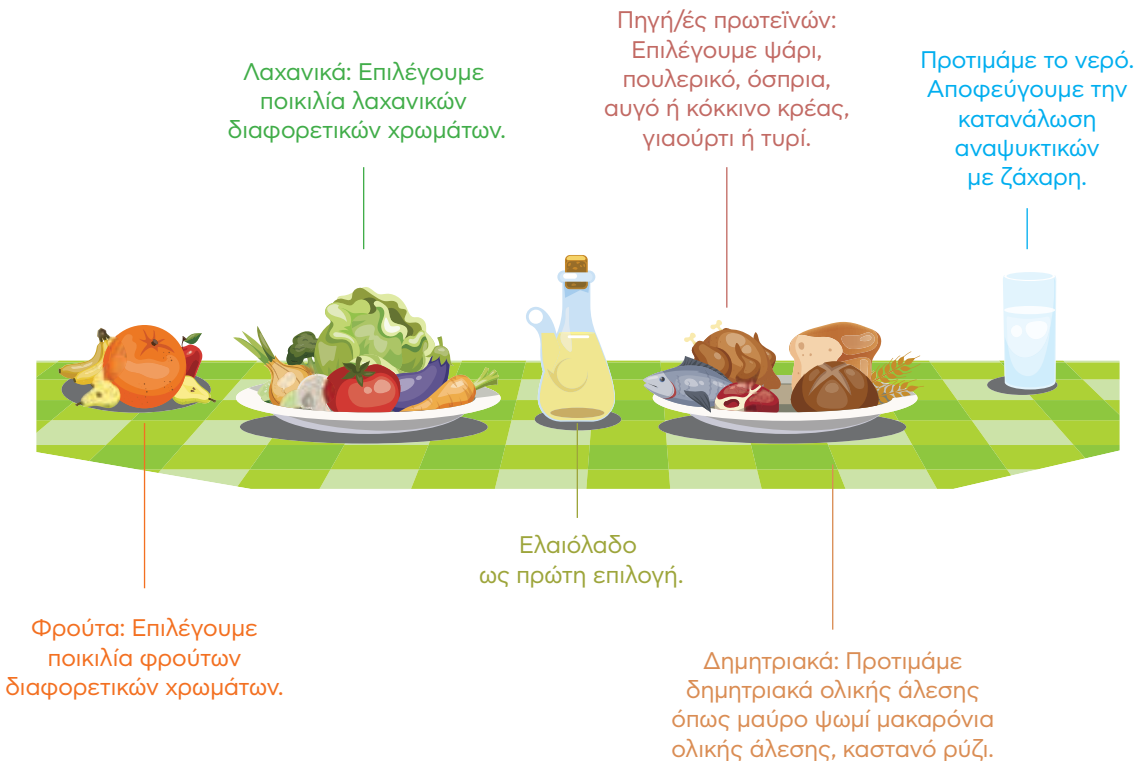 Λαχανικά: Επιλέγουμε
ποικιλία λαχανικών
διαφορετικών χρωμάτων.
Πηγή/ές πρωτεϊνών:
Επιλέγουμε ψάρι,
πουλερικό, όσπρια,
αυγό ή κόκκινο κρέας,
γιαούρτι ή τυρί.
Προτιμάμε το νερό.
Αποφεύγουμε την
κατανάλωση
αναψυκτικών
με ζάχαρη.
Φρούτα: Επιλέγουμε
ποικιλία φρούτων
διαφορετικών χρωμάτων.
Ελαιόλαδο
ως πρώτη επιλογή.
Δημητριακά: Προτιμάμε
δημητριακά ολικής άλεσης
όπως μαύρο ψωμί μακαρόνια
ολικής άλεσης, καστανό ρύζι.